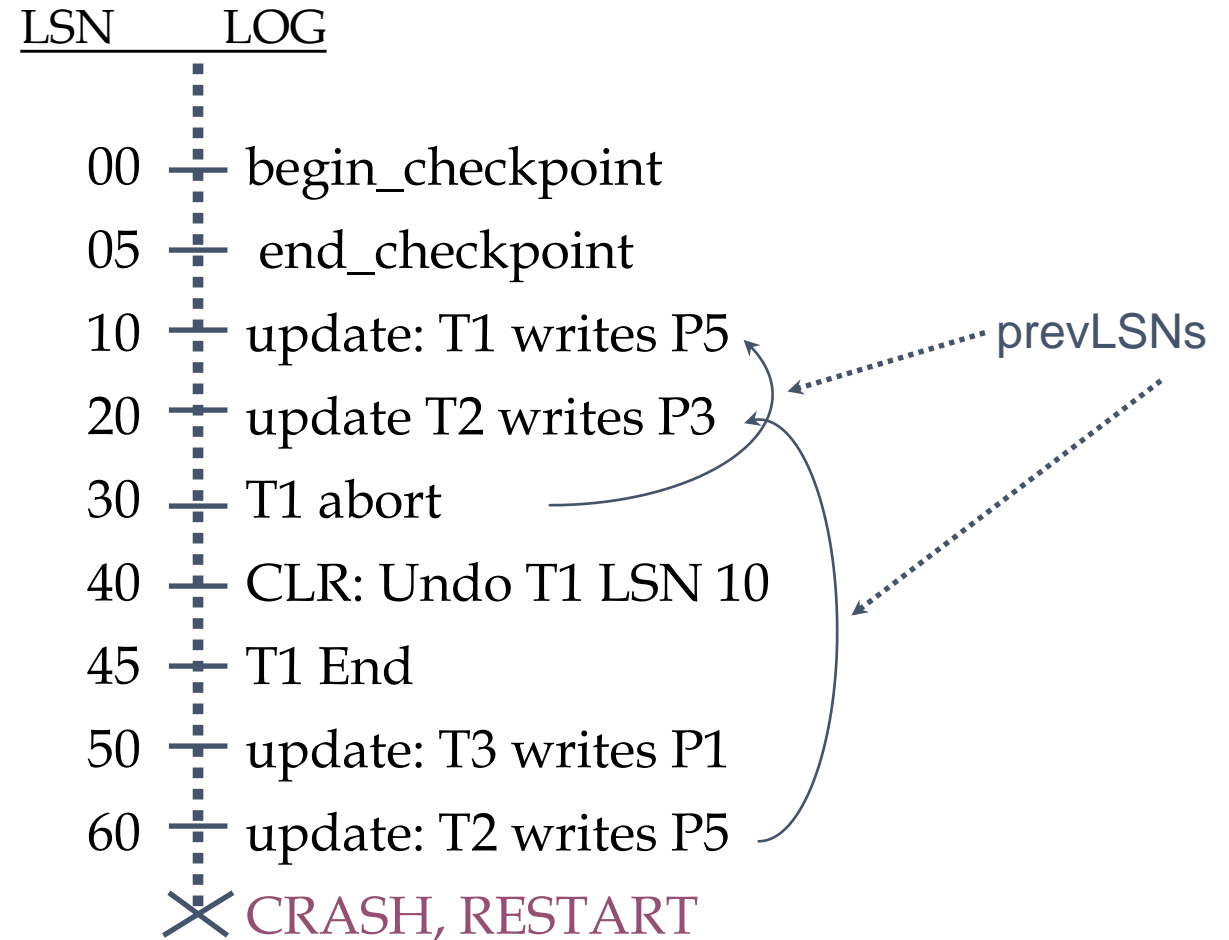 LSN LOG
00 begin_checkpoint
05 end_checkpoint
10 update: T1 writes P5
prevLSNs
20 update T2 writes P3
30 T1 abort
40 CLR: Undo T1 LSN 10
45 T1 End
50 update: T3 writes P1
60 update: T2 writes P5
CRASH, RESTART